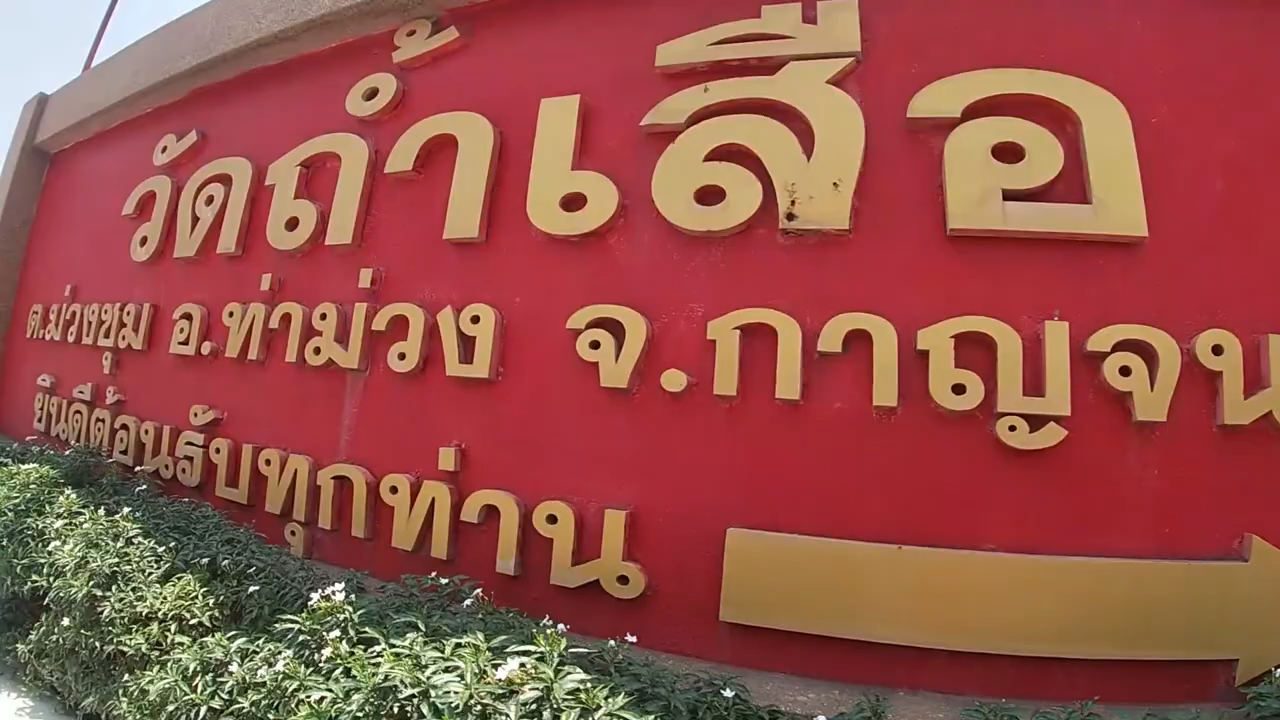 วัดถ้ำเสือ
ต.ม่วงชุม อ.ท่าม่วง จ.กาญจน
ยินดีต้อนรับทุกท่าน